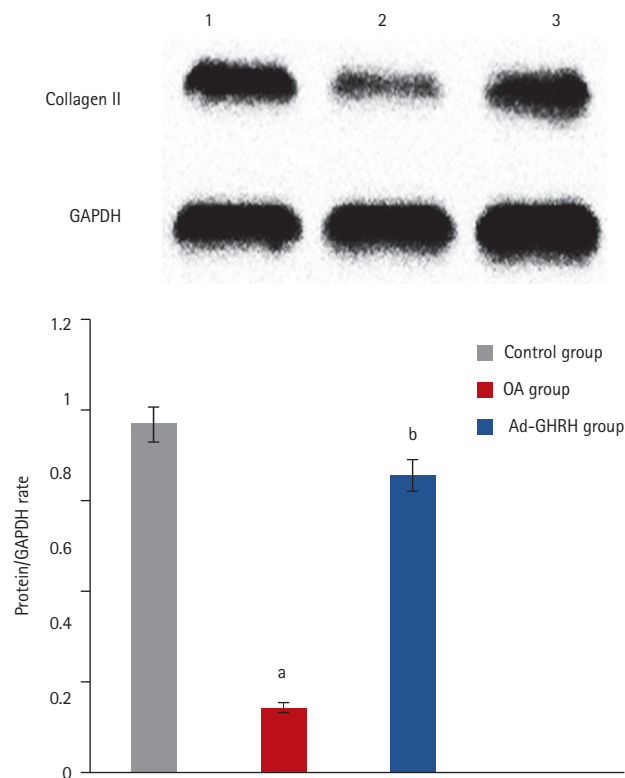 1 2 3
Collagen II
GAPDH
1.2
1
0.8
0.6
0.4
0.2
0
Protein/GAPDH rate
Control group
OA group
Ad-GHRH group
a
b